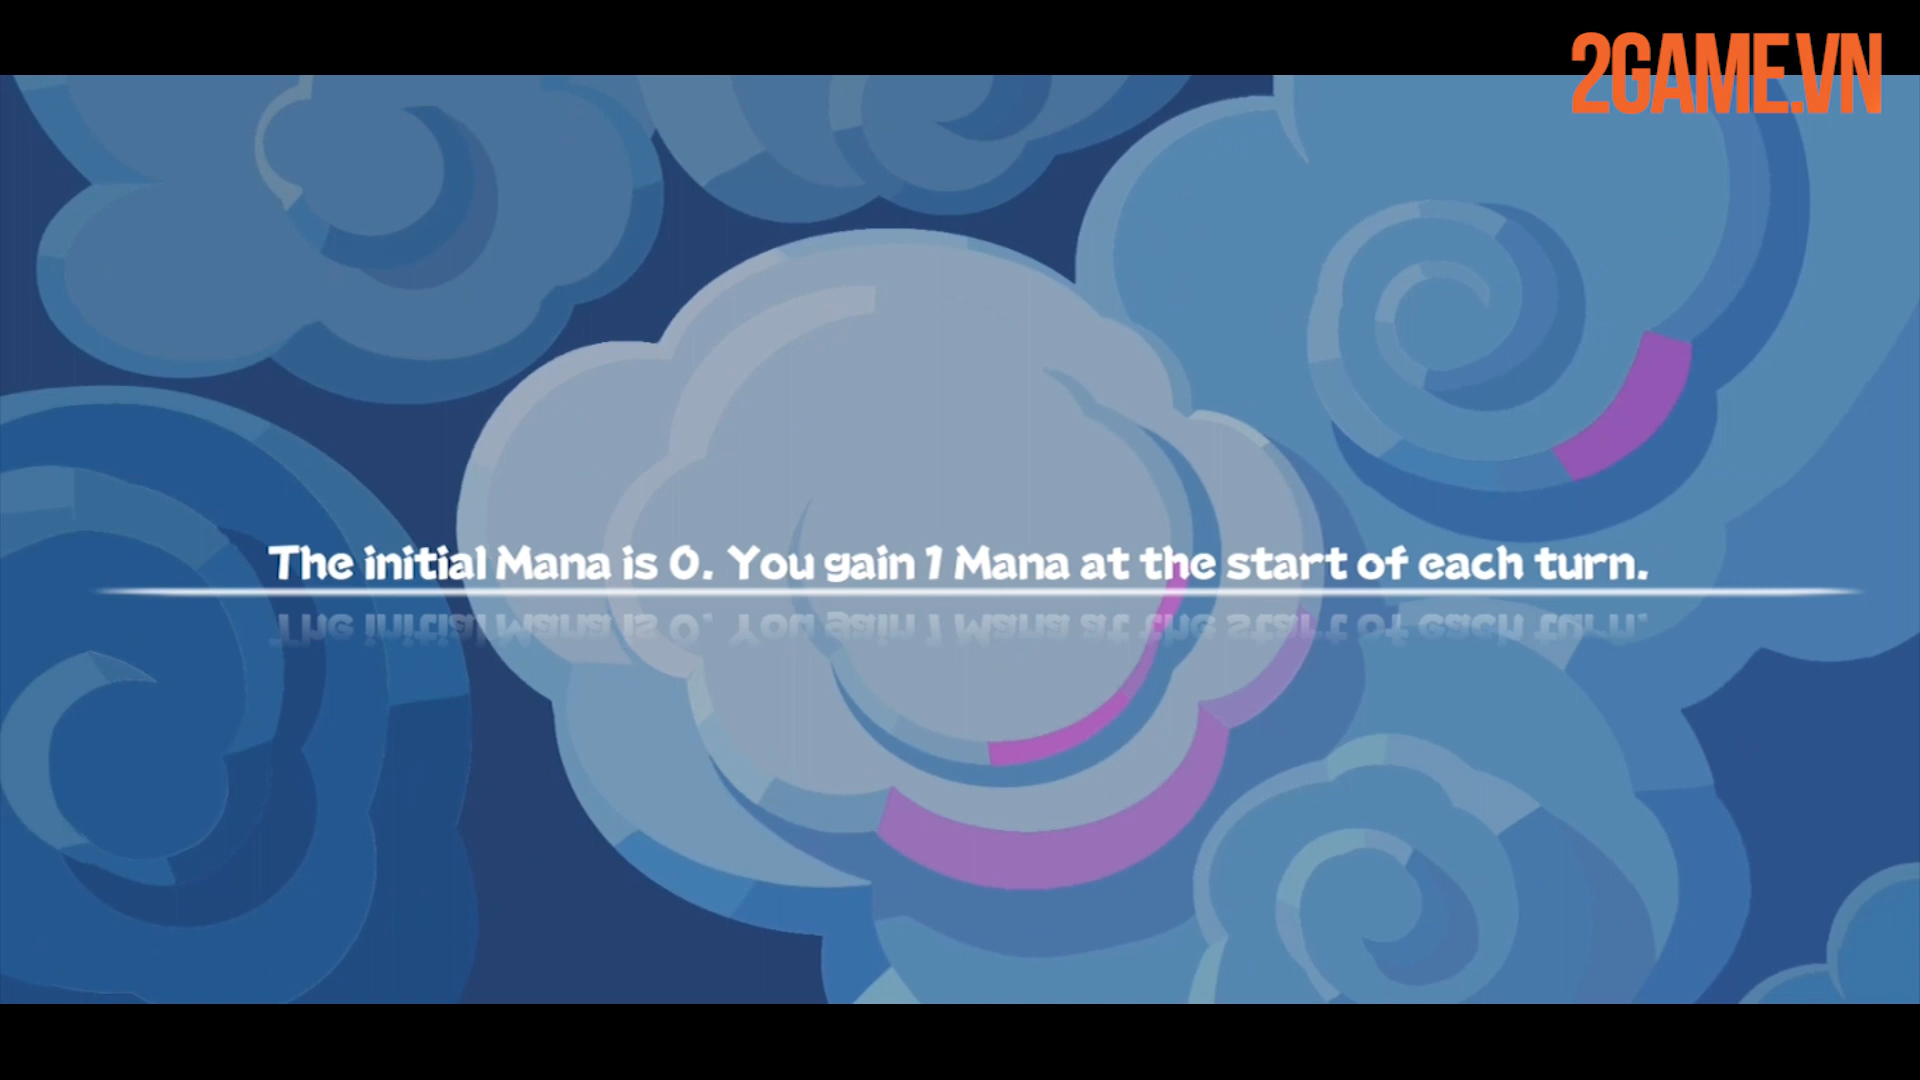 2GAME.VN
The initial Mana is 0. You gain 1 Mana at the start of each turn.